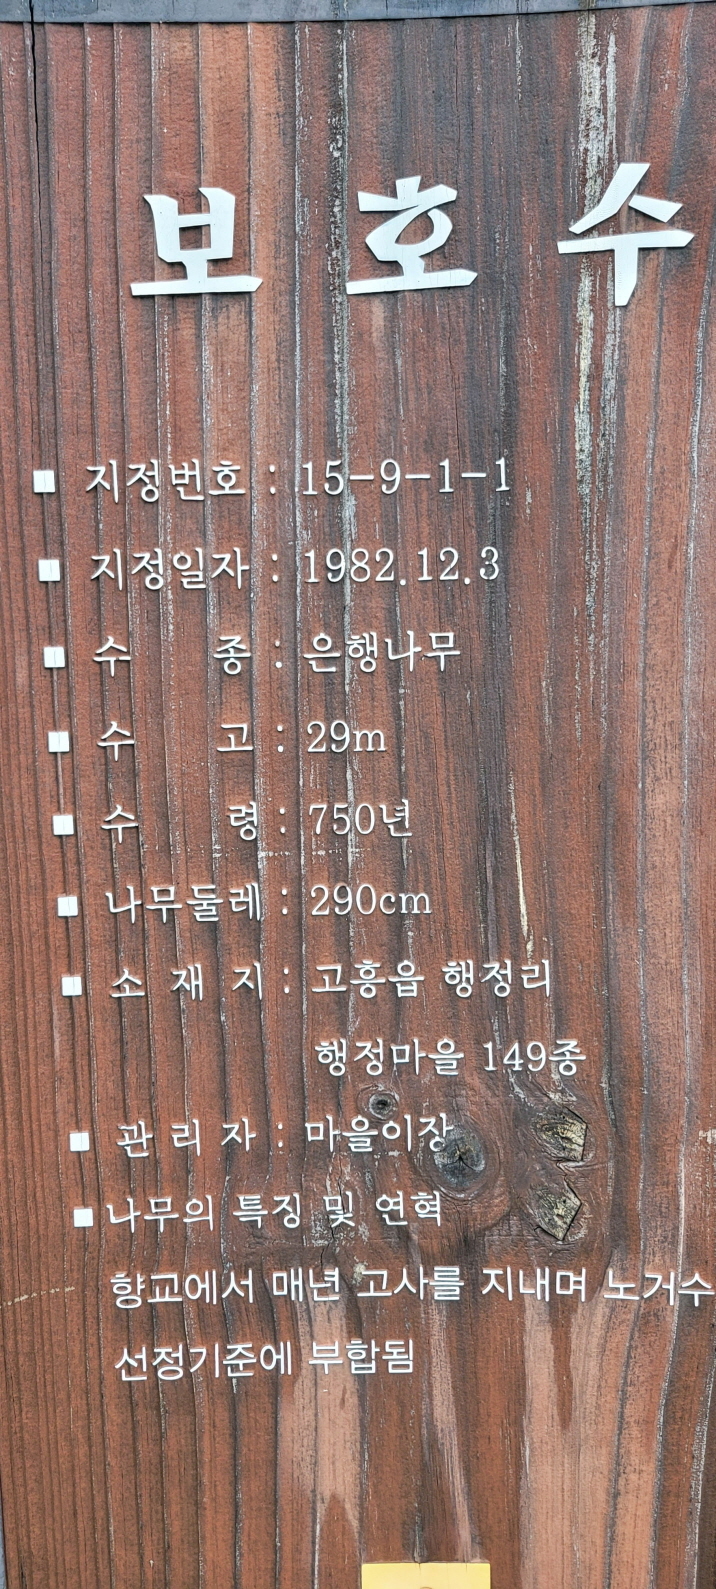 보 호 수
■ 지정번호 : 15-9-1-1
■ 지정일자 : 1982.12.3
■ 수 종 : 은행나무
■ 수 고 : 29m
■ 수 령 : 750년
■ 나무둘레 : 290cm
■ 소 재 지 : 고흥읍 행정리
행정마을 149종
■ 관 리 자 : 마을이장
■ 나무의 특징 및 연혁
향교에서 매년 고사를 지내며 노거수
선정기준에 부합됨